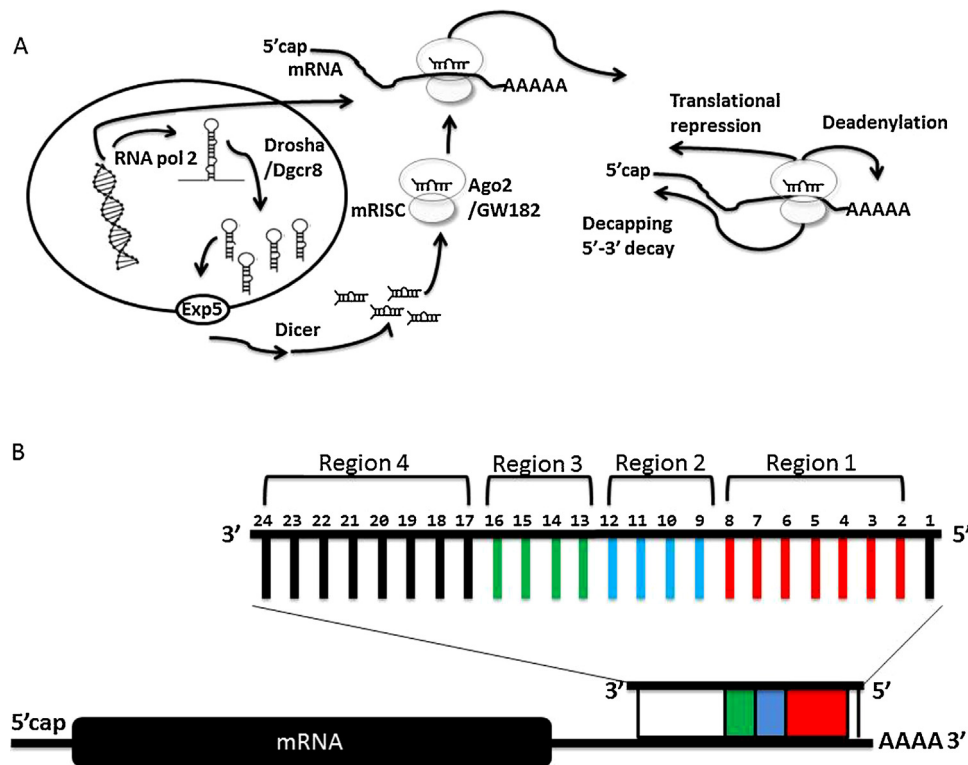 A
5'cap
mRNA
AAAAA
RNA pol 2
Drosha
/Dgcr8
mRISC
Ago2
/GW182
Exp5
Dicer
Translational
repression
Deadenylation
5'cap
AAAAA
Decapping
5'-3' decay
B
Region 4 Region 3 Region 2 Region 1
24 23 22 21 20 19 18 17 16 15 14 13 12 11 10 9 8 7 6 5 4 3 2 1
3' 5'
3' 5'
5'cap
mRNA
AAAA 3'